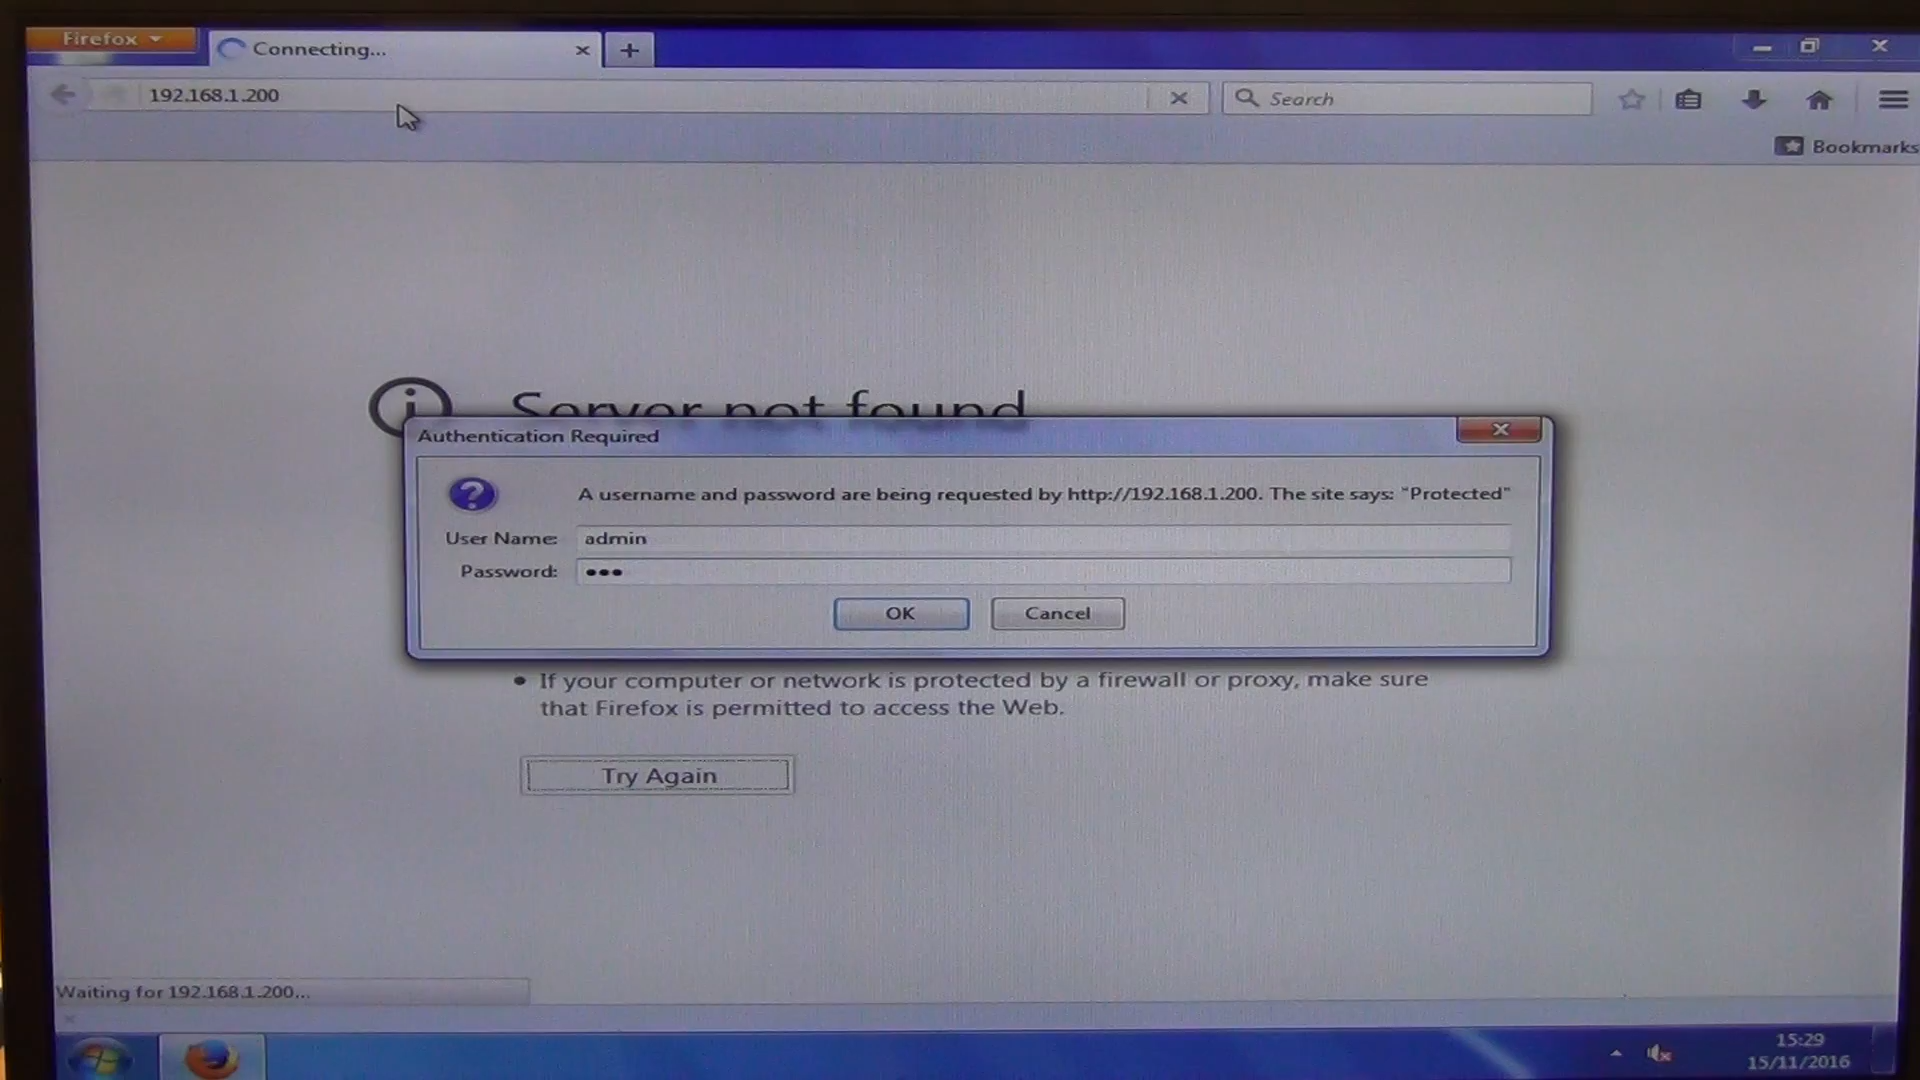 Firefox
Connecting...
192.168.1.200
Search
Bookmarks
Server not found
Authentication Required
A username and password are being requested by http://192.168.1.200. The site says: "Protected"
User Name: admin
Password: •••
OK Cancel
• If your computer or network is protected by a firewall or proxy, make sure
that Firefox is permitted to access the Web.
Try Again
Waiting for 192.168.1.200...
15:29
15/11/2016